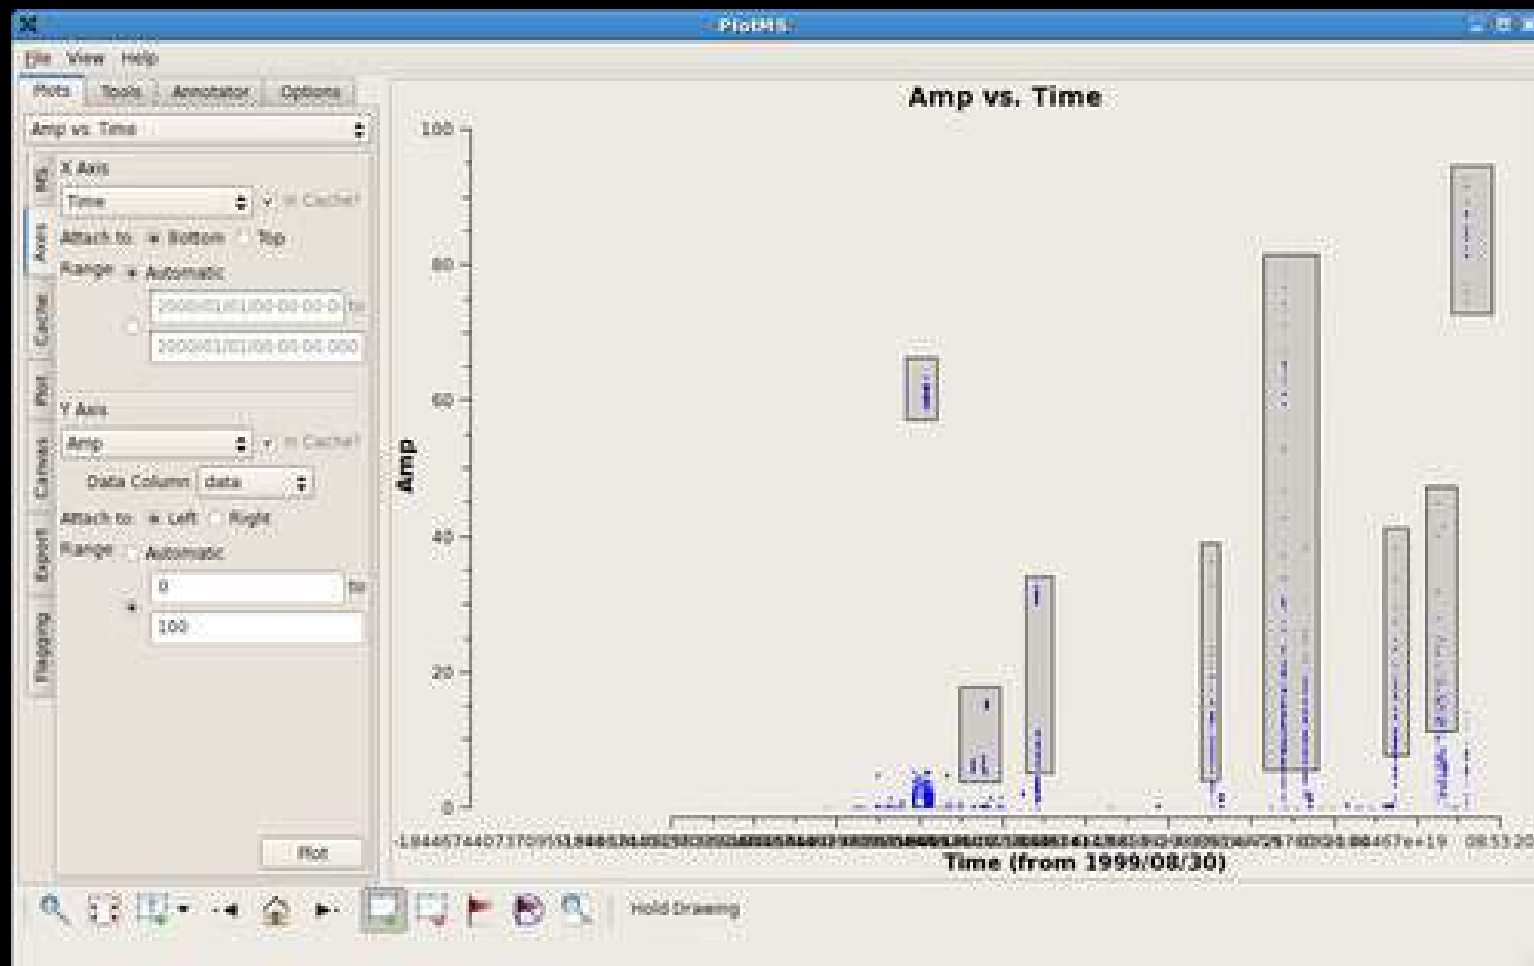 PlotMS
File View Help
Plots Tools Annotator Options
Amp vs. Time
MS
Axes
Cache
Plot
Canvas
Export
Flagging
X Axis
Time In Cache?
Attach to: Bottom Top
Range: Automatic
to
Y Axis
Amp In Cache?
Data Column: data
Attach to: Left Right
Range: Automatic
0 to
100
Plot
Amp vs. Time
100
80
60
40
20
0
Amp
Time (from 1999/08/30)
Hold Drawing